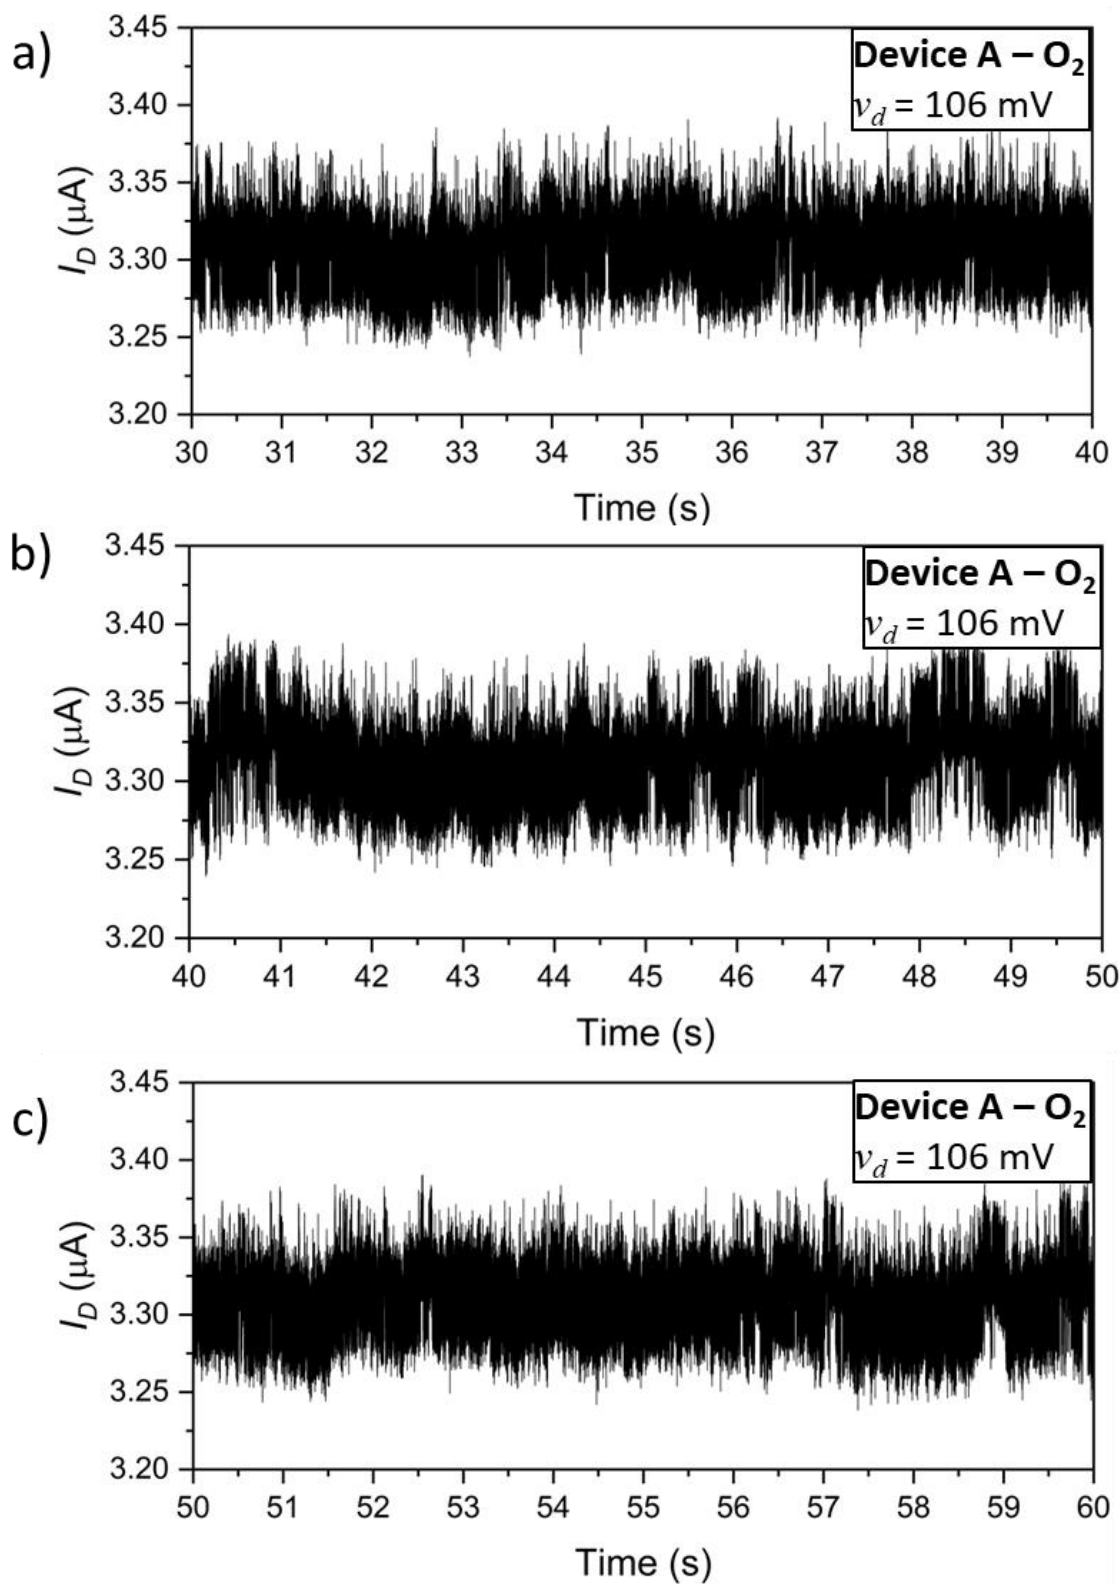 a)
3.45
3.40
3.35
3.30
3.25
3.20
I_D (μA)
Device A – O₂
v_d = 106 mV
30 31 32 33 34 35 36 37 38 39 40
Time (s)
b)
3.45
3.40
3.35
3.30
3.25
3.20
I_D (μA)
Device A – O₂
v_d = 106 mV
40 41 42 43 44 45 46 47 48 49 50
Time (s)
c)
3.45
3.40
3.35
3.30
3.25
3.20
I_D (μA)
Device A – O₂
v_d = 106 mV
50 51 52 53 54 55 56 57 58 59 60
Time (s)